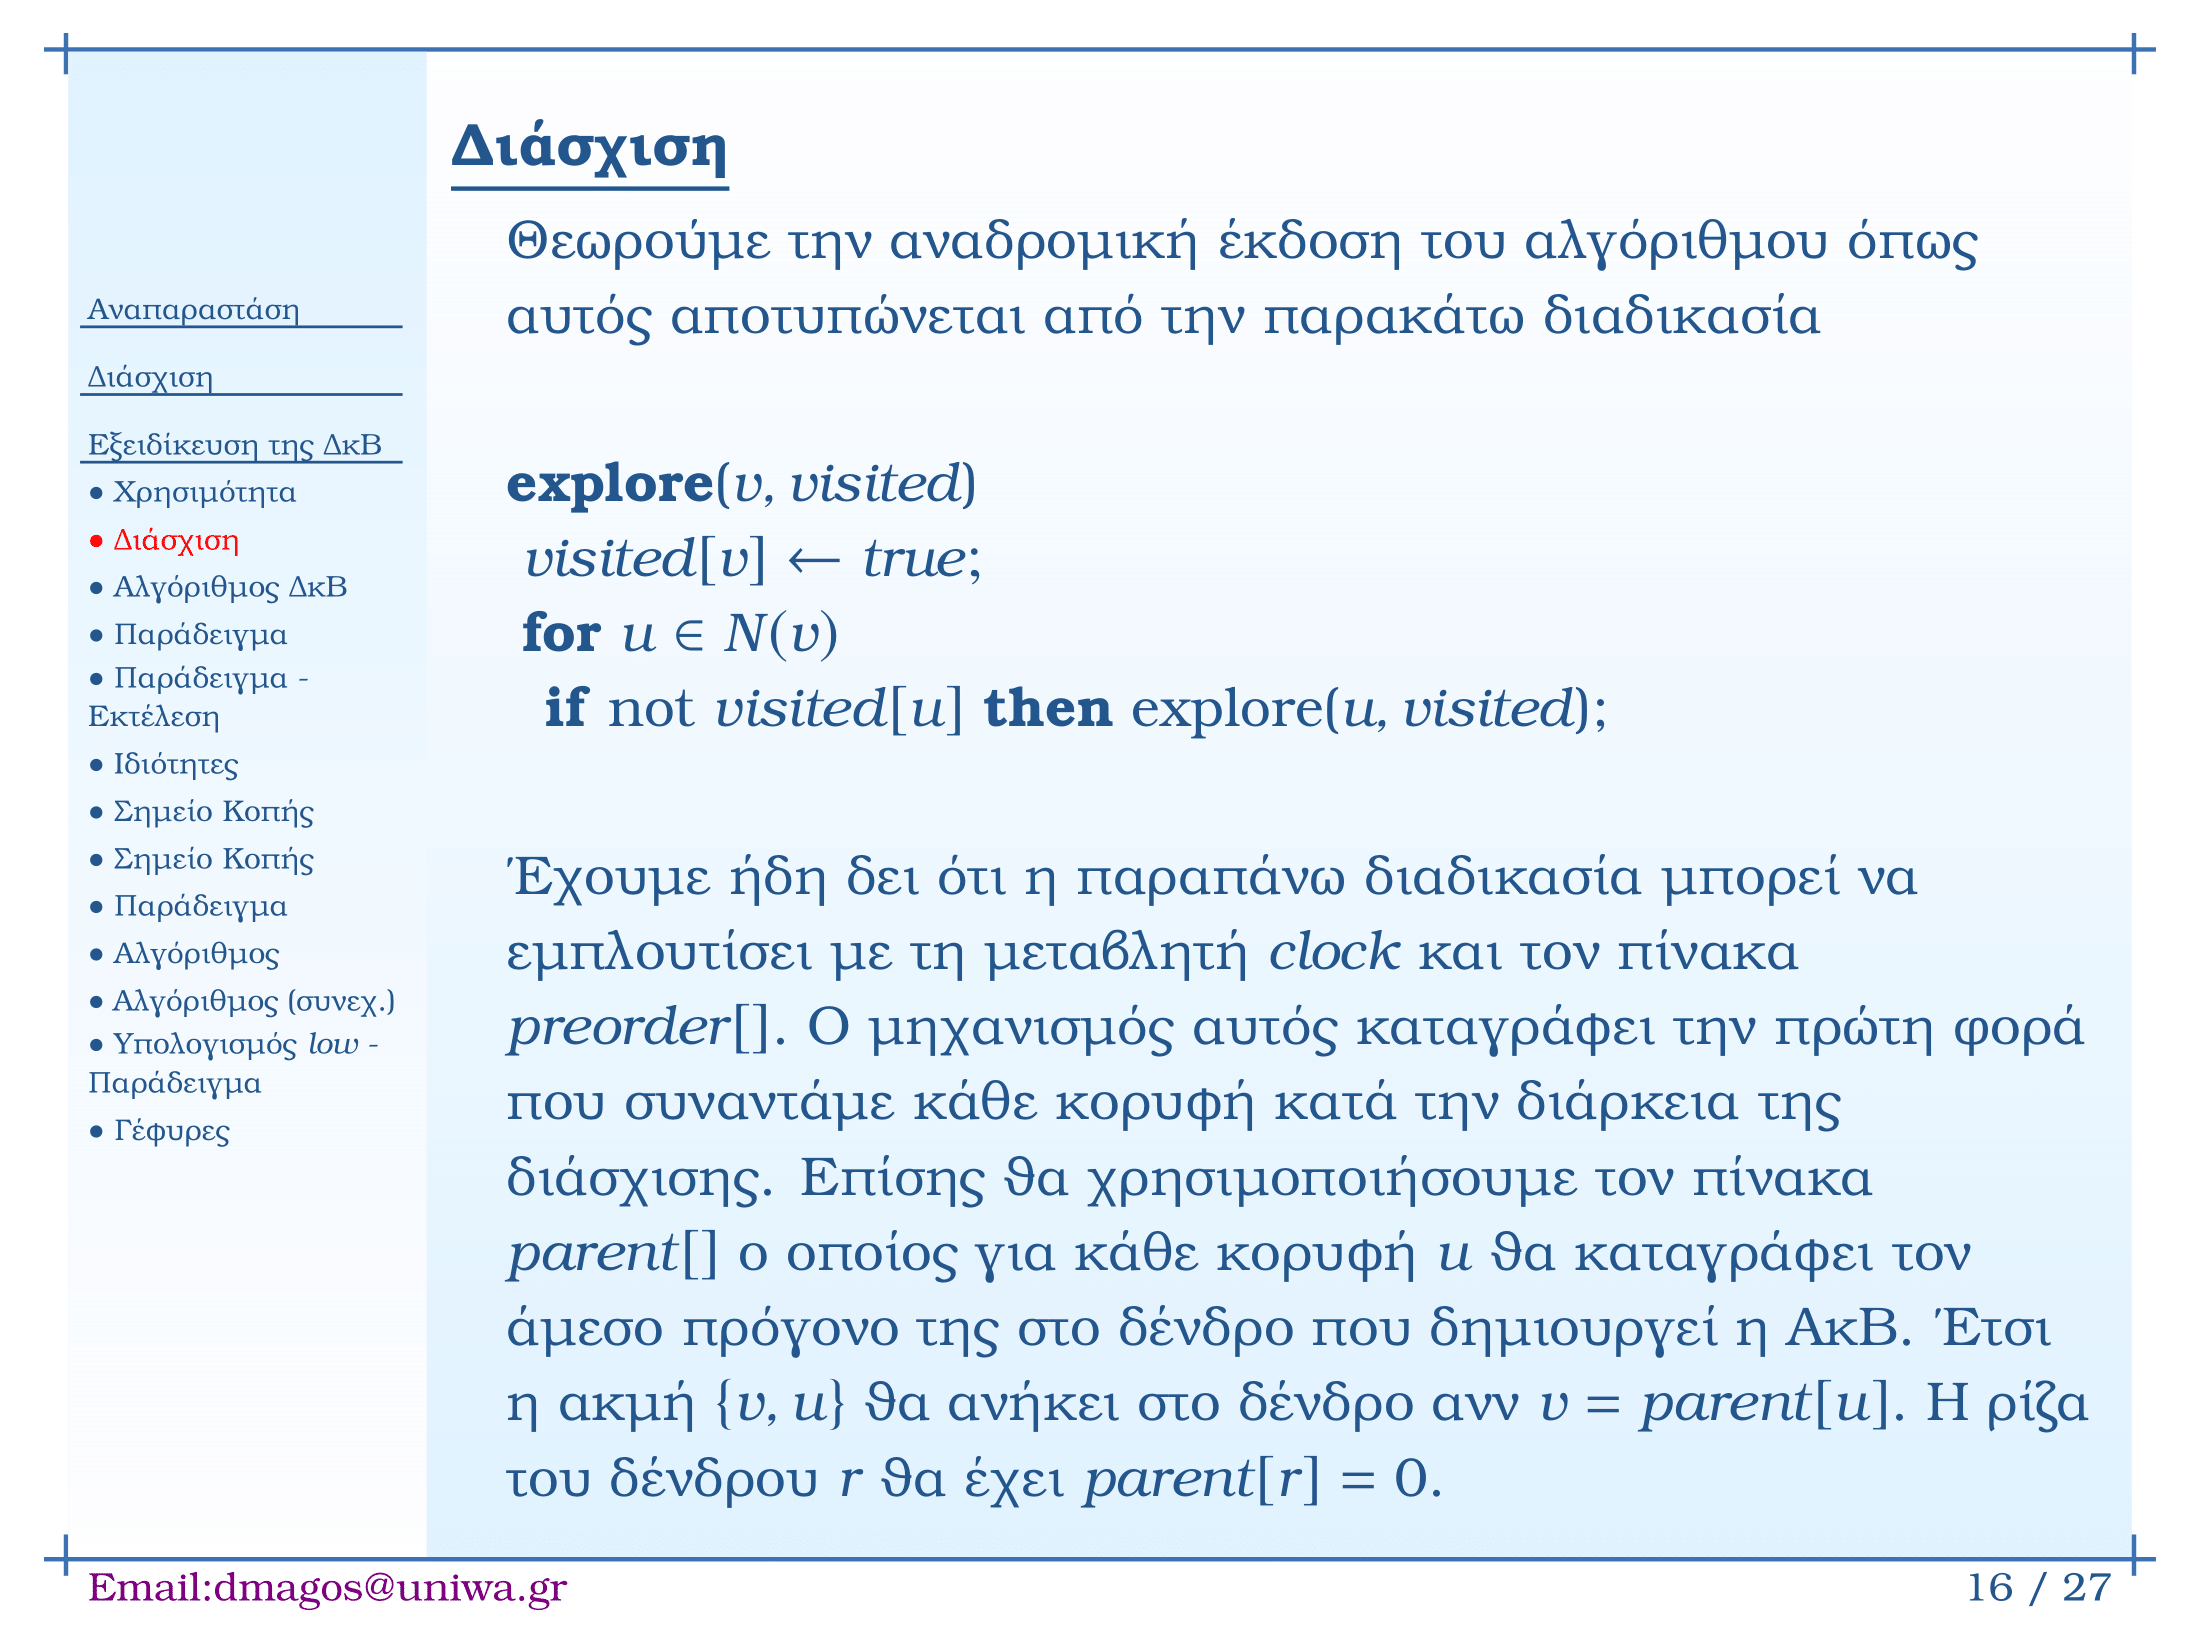 Αναπαραστάση
Διάσχιση
Εξειδίκευση της ΔκΒ
● Χρησιμότητα
● Διάσχιση
● Αλγόριθμος ΔκΒ
● Παράδειγμα
● Παράδειγμα -
Εκτέλεση
● Ιδιότητες
● Σημείο Κοπής
● Σημείο Κοπής
● Παράδειγμα
● Αλγόριθμος
● Αλγόριθμος (συνεχ.)
● Υπολογισμός low -
Παράδειγμα
● Γέφυρες
Διάσχιση
Θεωρούμε την αναδρομική έκδοση του αλγόριθμου όπως
αυτός αποτυπώνεται από την παρακάτω διαδικασία
explore(v, visited)
visited[v] ← true;
for u ∈ N(v)
if not visited[u] then explore(u, visited);
Έχουμε ήδη δει ότι η παραπάνω διαδικασία μπορεί να
εμπλουτίσει με τη μεταβλητή clock και τον πίνακα
preorder[]. Ο μηχανισμός αυτός καταγράφει την πρώτη φορά
που συναντάμε κάθε κορυφή κατά την διάρκεια της
διάσχισης. Επίσης θα χρησιμοποιήσουμε τον πίνακα
parent[] ο οποίος για κάθε κορυφή u θα καταγράφει τον
άμεσο πρόγονο της στο δένδρο που δημιουργεί η ΑκΒ. Έτσι
η ακμή {v, u} θα ανήκει στο δένδρο ανν v = parent[u]. Η ρίζα
του δένδρου r θα έχει parent[r] = 0.
Email:dmagos@uniwa.gr
16 / 27